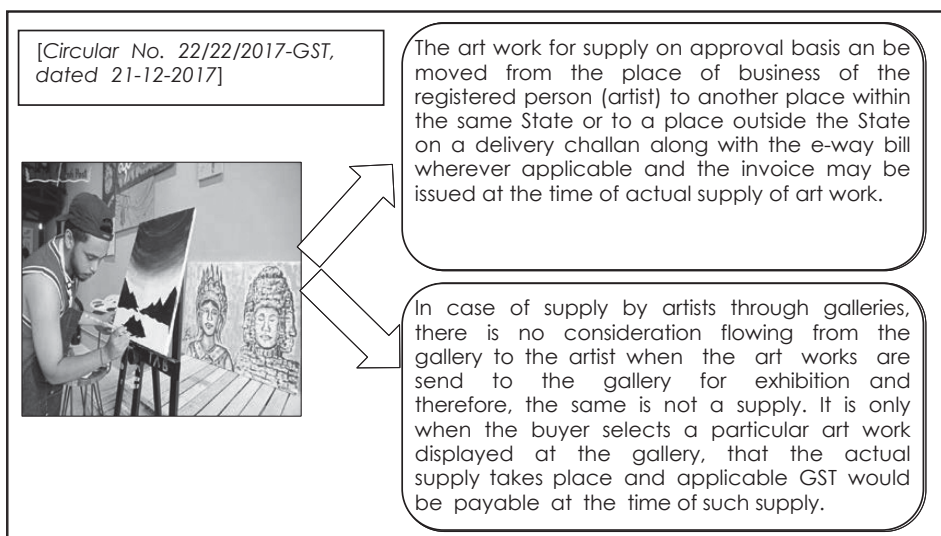 [Circular No. 22/22/2017-GST,
dated 21-12-2017]
The art work for supply on approval basis an be
moved from the place of business of the
registered person (artist) to another place within
the same State or to a place outside the State
on a delivery challan along with the e-way bill
wherever applicable and the invoice may be
issued at the time of actual supply of art work.
In case of supply by artists through galleries,
there is no consideration flowing from the
gallery to the artist when the art works are
send to the gallery for exhibition and
therefore, the same is not a supply. It is only
when the buyer selects a particular art work
displayed at the gallery, that the actual
supply takes place and applicable GST would
be payable at the time of such supply.